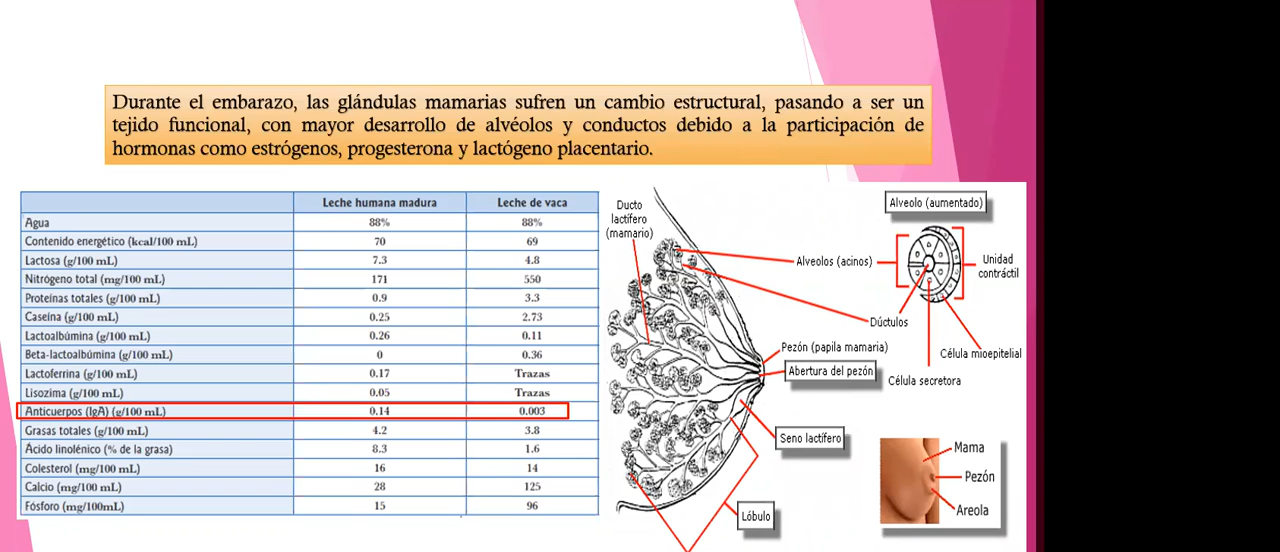 Durante el embarazo, las glándulas mamarias sufren un cambio estructural, pasando a ser un
tejido funcional, con mayor desarrollo de alvéolos y conductos debido a la participación de
hormonas como estrógenos, progesterona y lactógeno placentario.
Leche humana madura Leche de vaca
Agua 88% 88%
Contenido energético (kcal/100 mL) 70 69
Lactosa (g/100 mL) 7.3 4.8
Nitrógeno total (mg/100 mL) 171 550
Proteínas totales (g/100 mL) 0.9 3.3
Caseína (g/100 mL) 0.25 2.73
Lactoalbúmina (g/100 mL) 0.26 0.11
Beta-lactoalbúmina (g/100 mL) 0 0.36
Lactoferrina (g/100 mL) 0.17 Trazas
Lisozima (g/100 mL) 0.05 Trazas
Anticuerpos (IgA) (g/100 mL) 0.14 0.003
Grasas totales (g/100 mL) 4.2 3.8
Ácido linolénico (% de la grasa) 8.3 1.6
Colesterol (mg/100 mL) 16 14
Calcio (mg/100 mL) 28 125
Fósforo (mg/100mL) 15 96
Ducto
lactífero
(mamario)
Alveolo (aumentado)
Alveolos (acinos)
Unidad
contráctil
Dúctulos
Célula mioepitelial
Célula secretora
Pezón (papila mamaria)
Abertura del pezón
Seno lactífero
Lóbulo
Mama
Pezón
Areola